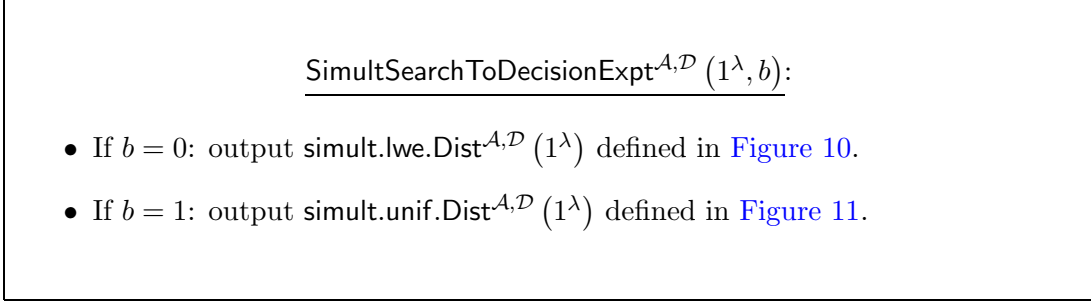 SimultSearchToDecisionExpt^{𝒜,𝒟} (1^λ, b):
• If b = 0: output simult.lwe.Dist^{𝒜,𝒟} (1^λ) defined in Figure 10.
• If b = 1: output simult.unif.Dist^{𝒜,𝒟} (1^λ) defined in Figure 11.